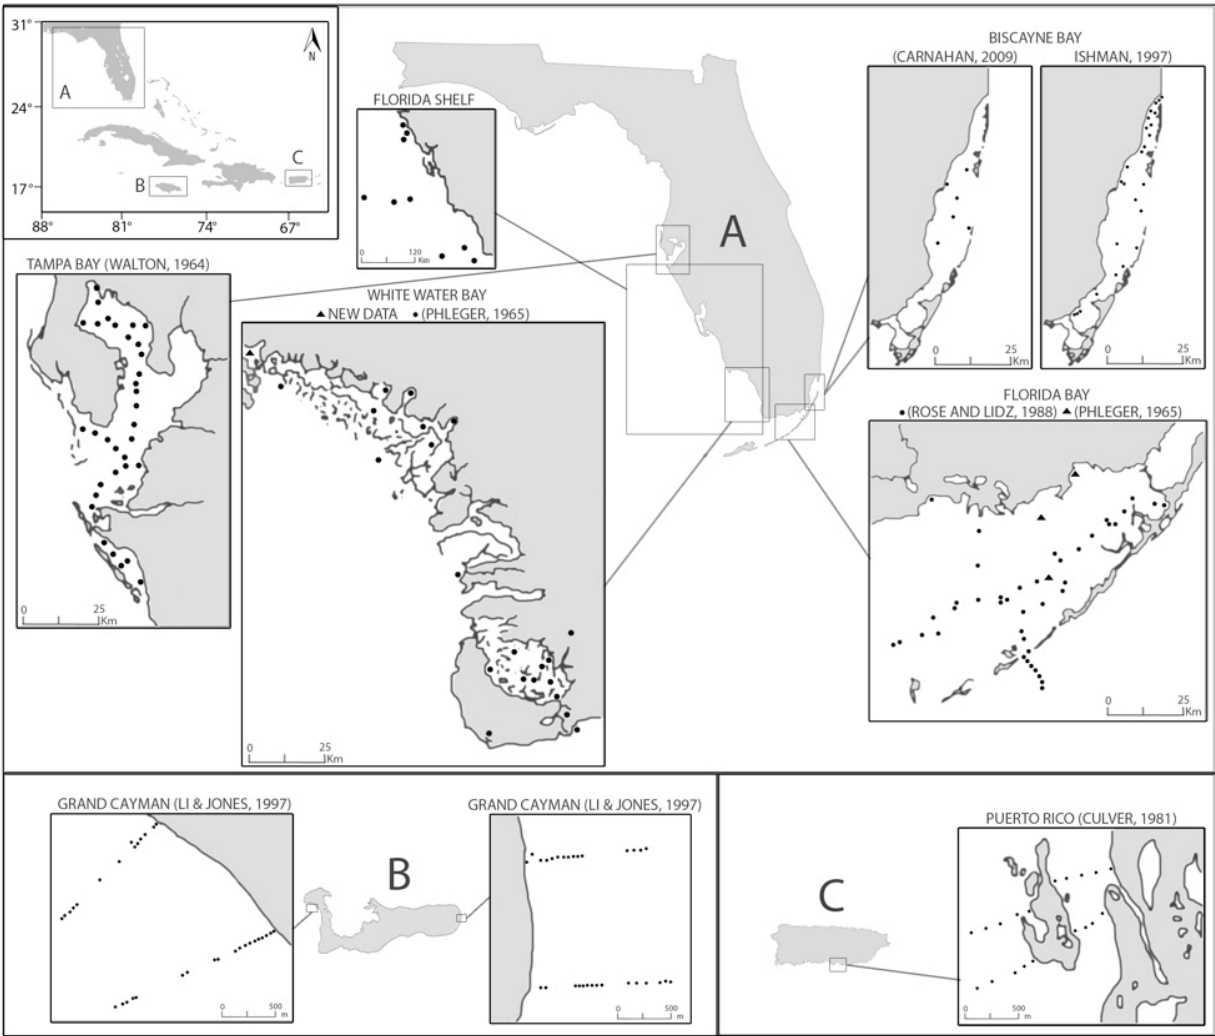 31°
24°
17°
88°
81°
74°
67°
N
A
B
C
FLORIDA SHELF
0
120
Km
A
BISCAYNE BAY
(CARNAHAN, 2009)
ISHMAN, 1997)
0
25
Km
0
25
Km
TAMPA BAY (WALTON, 1964)
0
25
Km
WHITE WATER BAY
▲ NEW DATA • (PHLEGER, 1965)
0
25
Km
FLORIDA BAY
• (ROSE AND LIDZ, 1988) ▲ (PHLEGER, 1965)
0
25
Km
GRAND CAYMAN (LI & JONES, 1997)
0
500
m
B
GRAND CAYMAN (LI & JONES, 1997)
0
500
m
C
PUERTO RICO (CULVER, 1981)
0
500
m